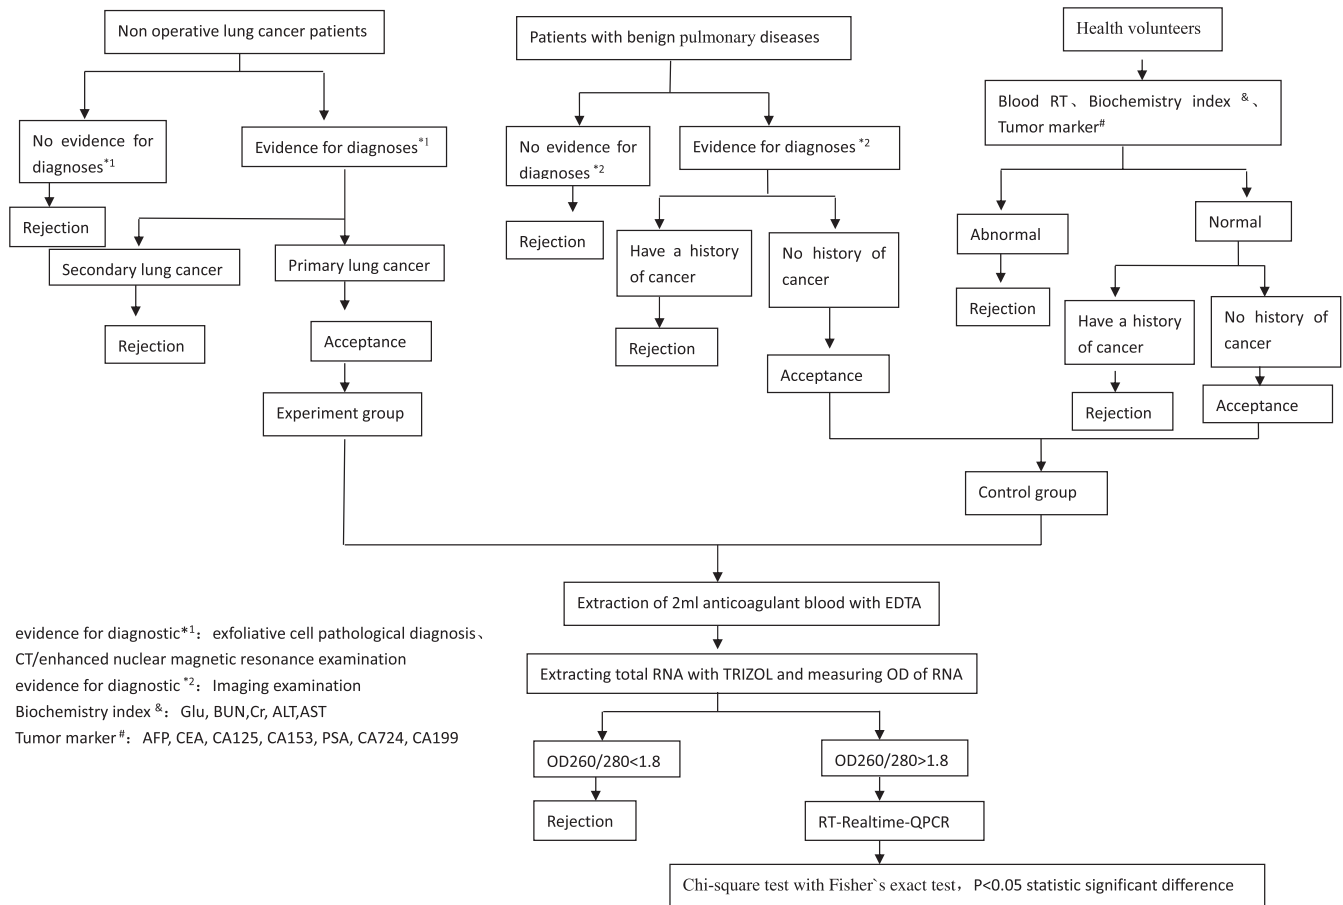 Non operative lung cancer patients
No evidence for
diagnoses*1
Rejection
Evidence for diagnoses*1
Secondary lung cancer
Rejection
Primary lung cancer
Acceptance
Experiment group
Patients with benign pulmonary diseases
No evidence for
diagnoses*2
Rejection
Evidence for diagnoses*2
Have a history
of cancer
Rejection
No history of
cancer
Acceptance
Health volunteers
Blood RT、Biochemistry index &、
Tumor marker#
Abnormal
Rejection
Normal
Have a history
of cancer
Rejection
No history of
cancer
Acceptance
Control group
Extraction of 2ml anticoagulant blood with EDTA
Extracting total RNA with TRIZOL and measuring OD of RNA
OD260/280<1.8
Rejection
OD260/280>1.8
RT-Realtime-QPCR
Chi-square test with Fisher`s exact test，P<0.05 statistic significant difference
evidence for diagnostic*1：exfoliative cell pathological diagnosis、
CT/enhanced nuclear magnetic resonance examination
evidence for diagnostic *2：Imaging examination
Biochemistry index &：Glu, BUN,Cr, ALT,AST
Tumor marker #：AFP, CEA, CA125, CA153, PSA, CA724, CA199